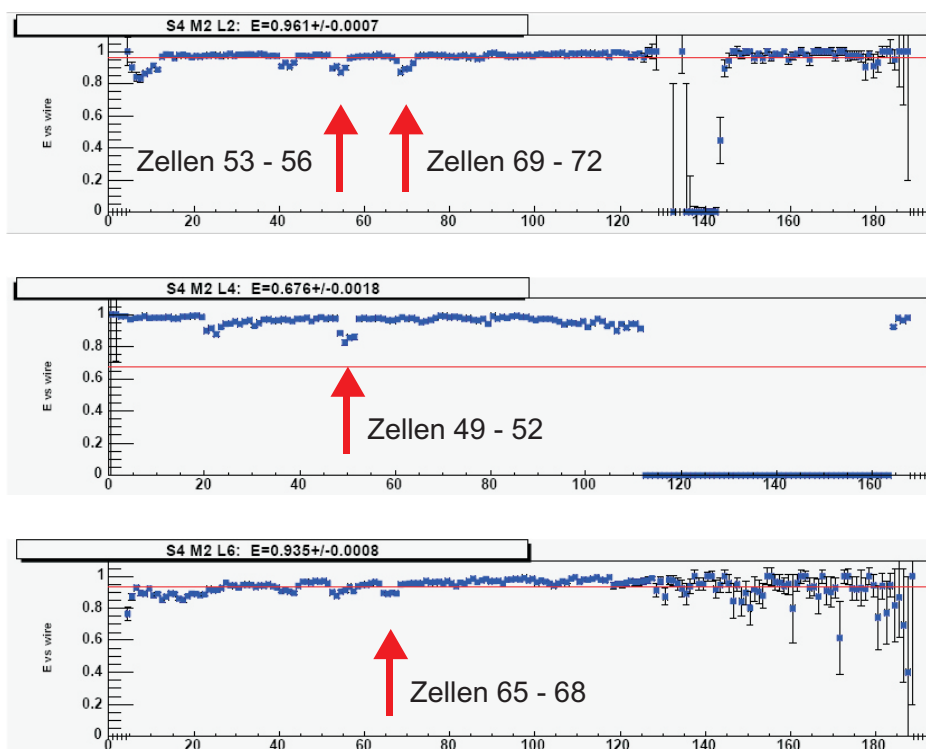 S4 M2 L2: E=0.961+/-0.0007
E vs wire
1
0.8
0.6
0.4
0.2
0
Zellen 53 - 56
Zellen 69 - 72
0 20 40 60 80 100 120 140 160 180
S4 M2 L4: E=0.676+/-0.0018
E vs wire
1
0.8
0.6
0.4
0.2
0
Zellen 49 - 52
0 20 40 60 80 100 120 140 160
S4 M2 L6: E=0.935+/-0.0008
E vs wire
1
0.8
0.6
0.4
0.2
0
Zellen 65 - 68
0 20 40 60 80 100 120 140 160 180